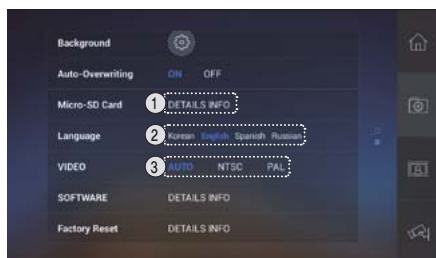 Background
Auto-Overwriting ON OFF
Micro-SD Card 1 DETAILS INFO
Language 2 Korean English Spanish Russian
VIDEO 3 AUTO NTSC PAL
SOFTWARE DETAILS INFO
Factory Reset DETAILS INFO